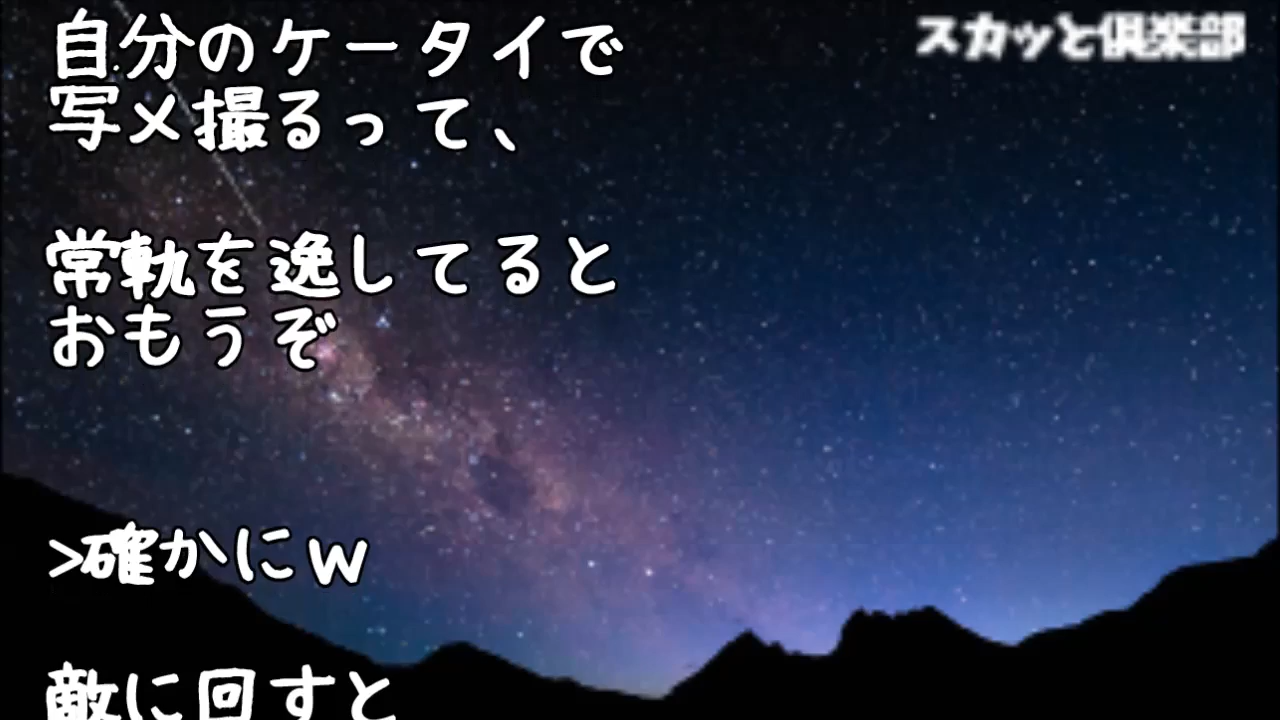 スカッと倶楽部
自分のケータイで
写メ撮るって、
常軌を逸してると
おもうぞ
>確かにｗ
敵に回すと